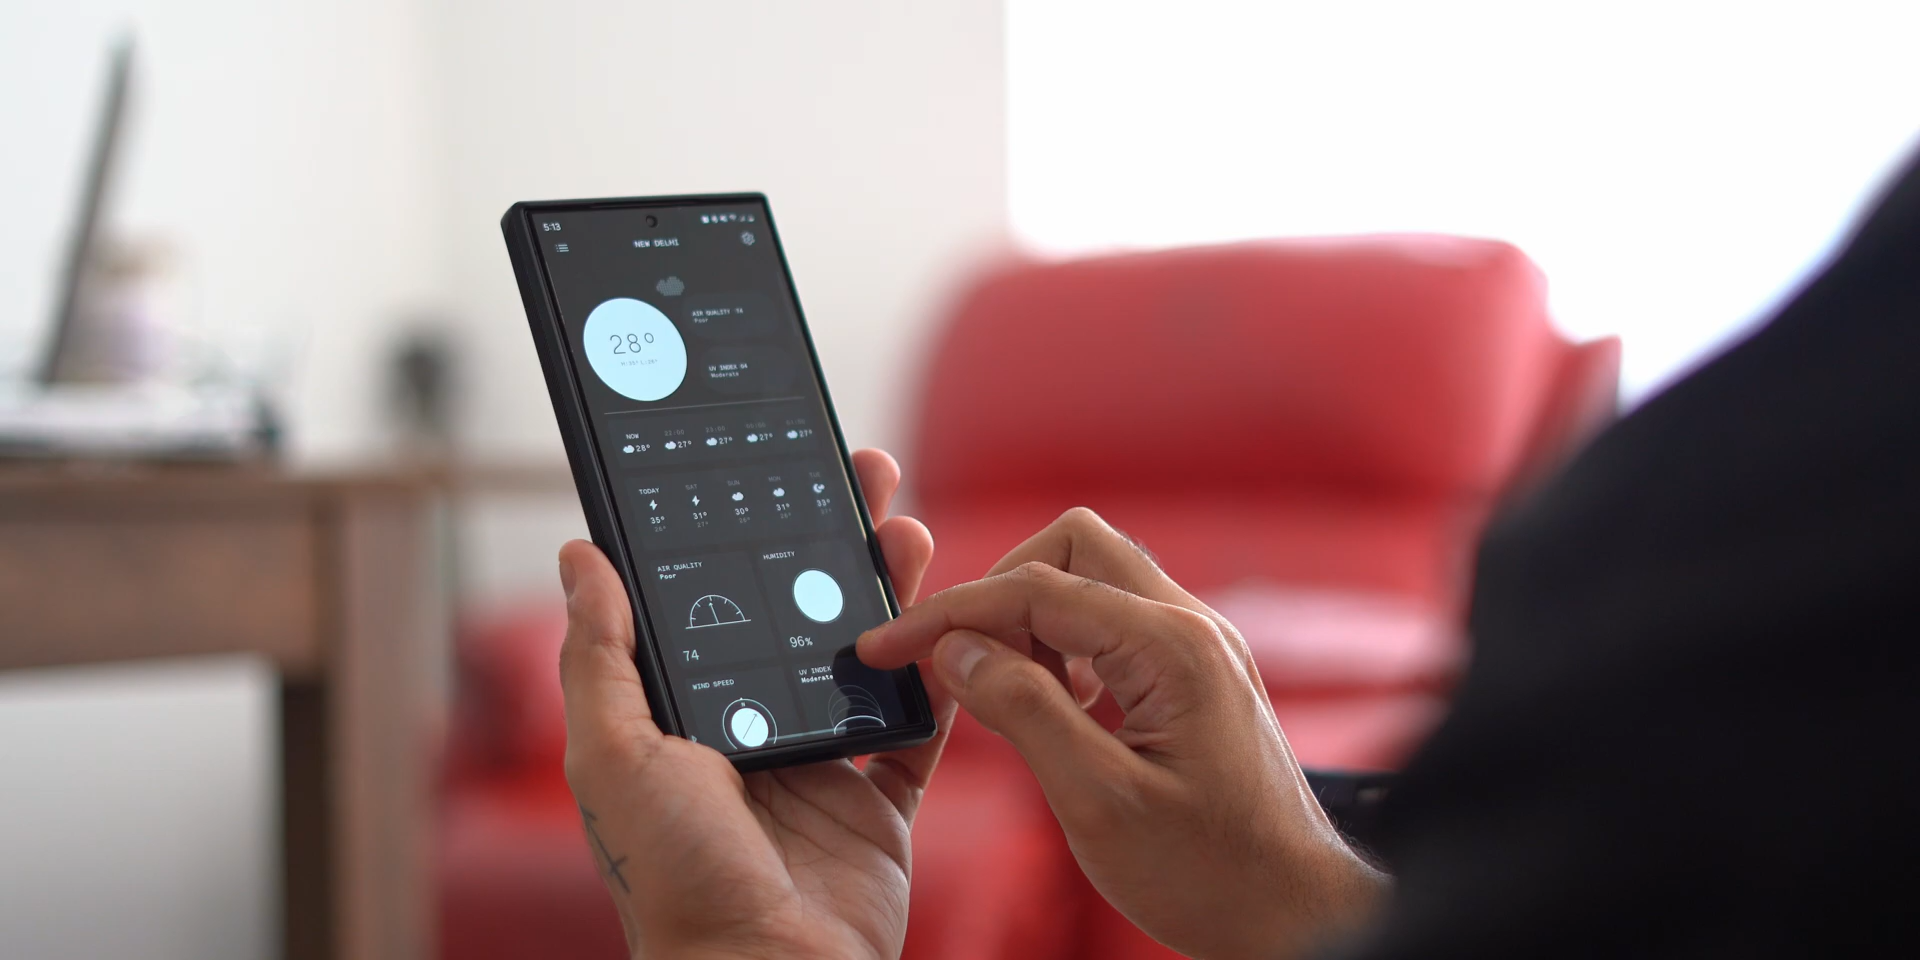 5:13
NEW DELHI
AIR QUALITY 74
Poor
28°
UV INDEX 04
Moderate
NOW
28° 27° 27° 27° 27°
TODAY SAT SUN MON TUE
35° 31° 30° 31° 33°
AIR QUALITY
Poor
HUMIDITY
74
96%
WIND SPEED
N
UV INDEX
Moderate